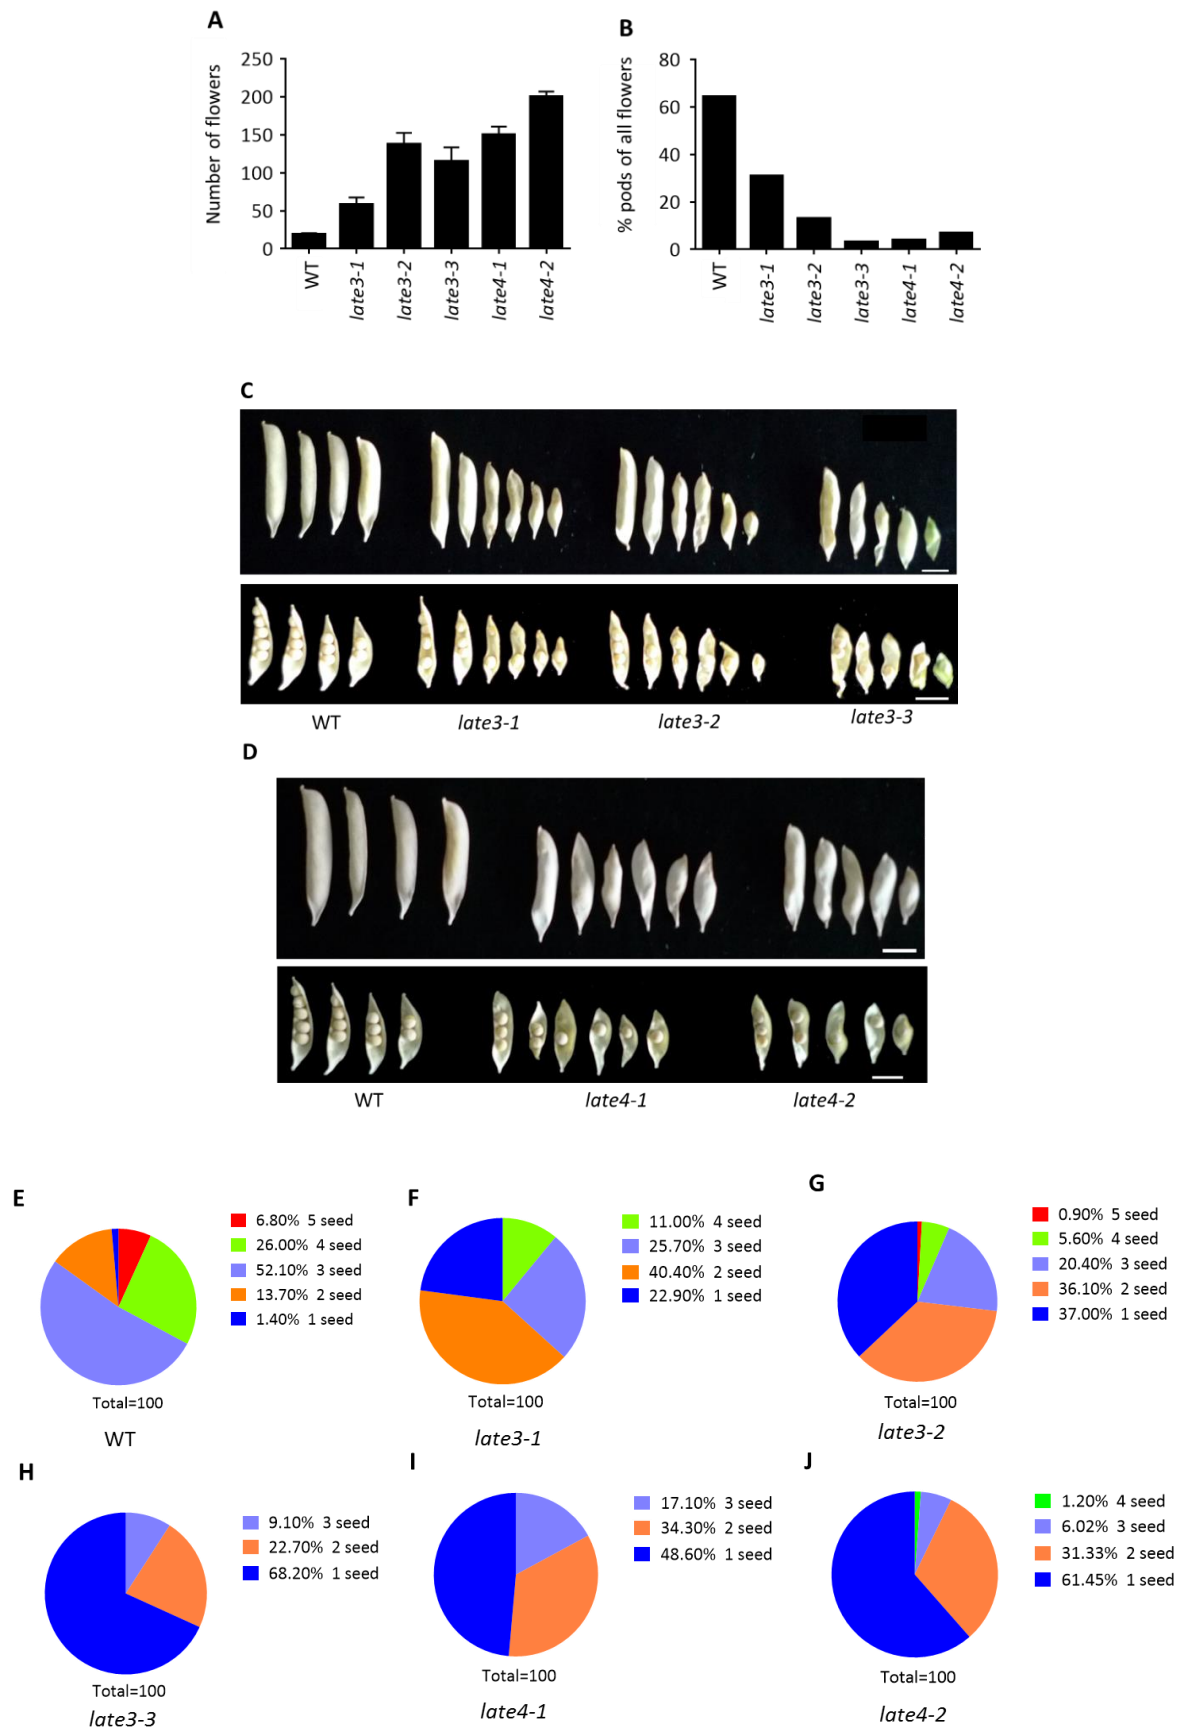 A
Number of flowers
250
200
150
100
50
0
WT
late3-1
late3-2
late3-3
late4-1
late4-2
B
% pods of all flowers
80
60
40
20
0
WT
late3-1
late3-2
late3-3
late4-1
late4-2
C
WT
late3-1
late3-2
late3-3
D
WT
late4-1
late4-2
E
6.80% 5 seed
26.00% 4 seed
52.10% 3 seed
13.70% 2 seed
1.40% 1 seed
Total=100
WT
F
11.00% 4 seed
25.70% 3 seed
40.40% 2 seed
22.90% 1 seed
Total=100
late3-1
G
0.90% 5 seed
5.60% 4 seed
20.40% 3 seed
36.10% 2 seed
37.00% 1 seed
Total=100
late3-2
H
9.10% 3 seed
22.70% 2 seed
68.20% 1 seed
Total=100
late3-3
I
17.10% 3 seed
34.30% 2 seed
48.60% 1 seed
Total=100
late4-1
J
1.20% 4 seed
6.02% 3 seed
31.33% 2 seed
61.45% 1 seed
Total=100
late4-2